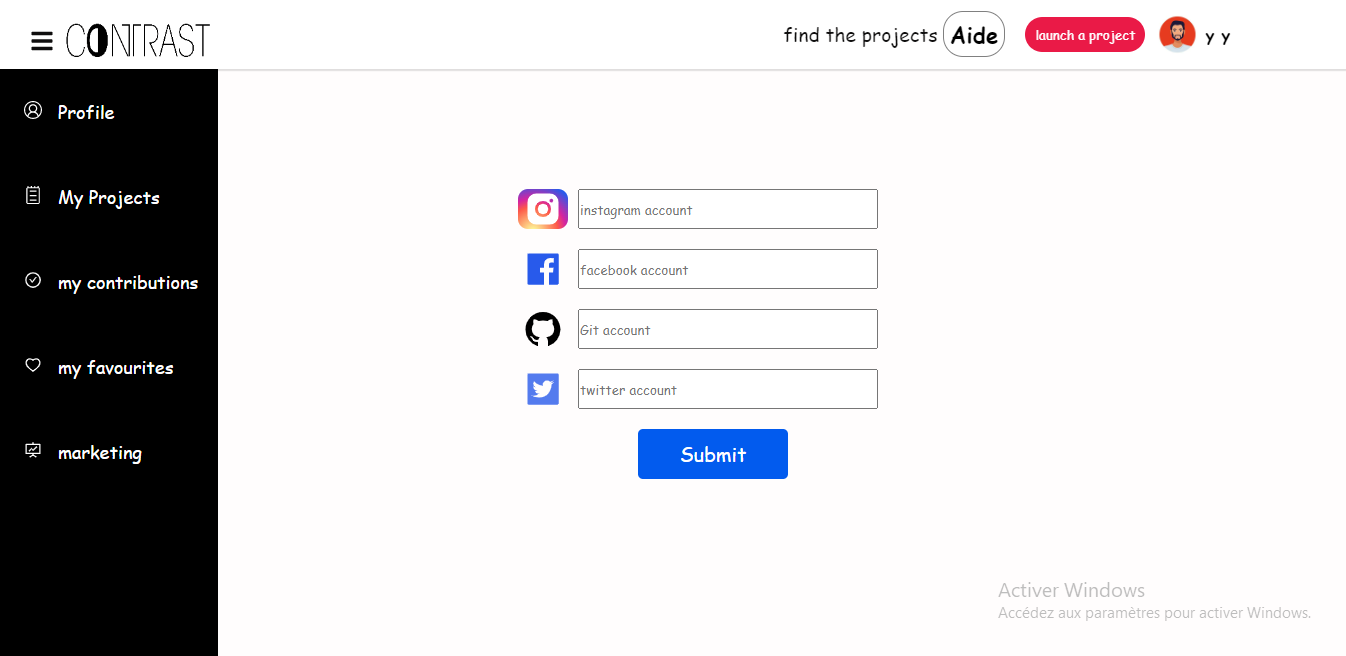 CONTRAST
find the projects
Aide
launch a project
y y
Profile
My Projects
my contributions
my favourites
marketing
instagram account
facebook account
Git account
twitter account
Submit
Activer Windows
Accédez aux paramètres pour activer Windows.